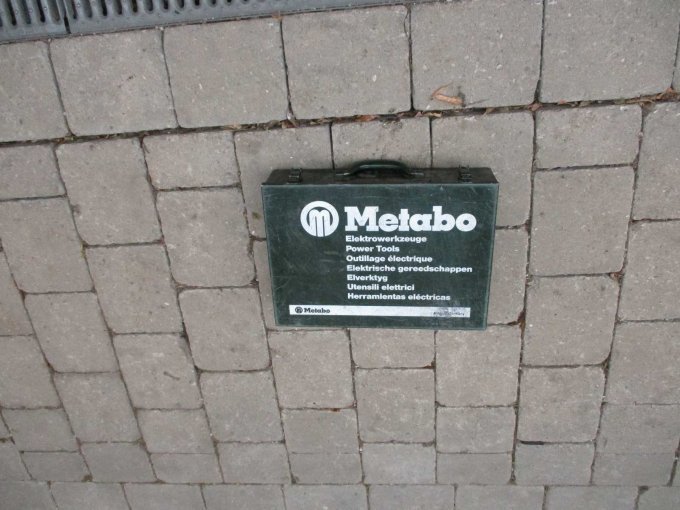 Metabo
Elektrowerkzeuge
Power Tools
Outillage électrique
Elektrische gereedschappen
Elverktyg
Utensili elettrici
Herramientas eléctricas
Metabo